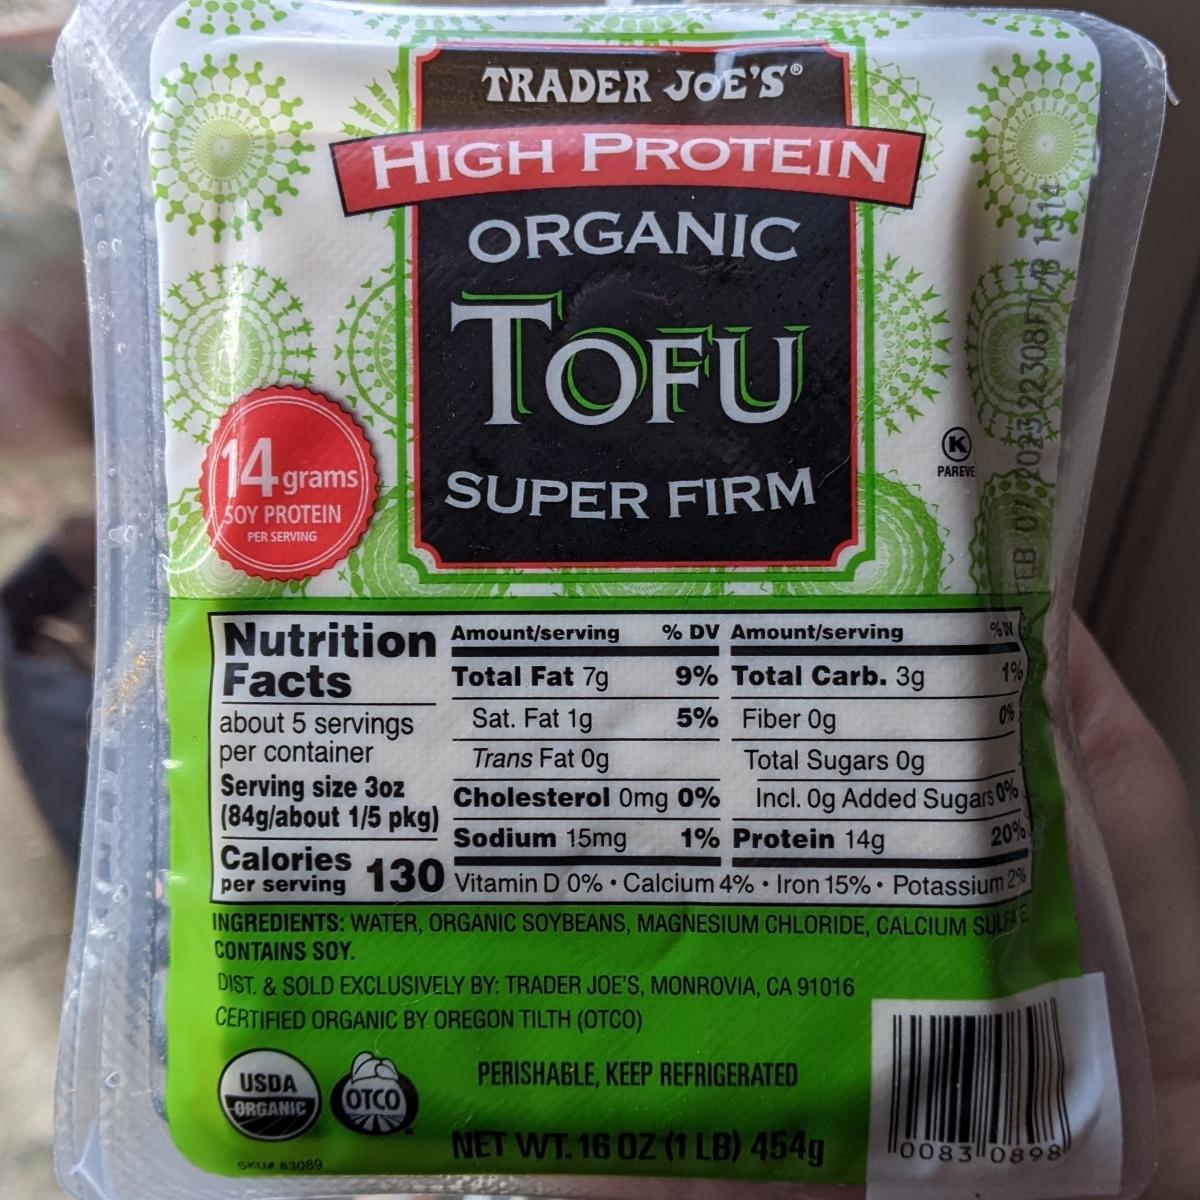 TRADER JOE'S®
HIGH PROTEIN
ORGANIC
TOFU
SUPER FIRM
14 grams
SOY PROTEIN
PER SERVING
K
PAREVE
FEB 07 2023
1314
Nutrition
Facts
about 5 servings
per container
Serving size 3oz
(84g/about 1/5 pkg)
Calories
per serving 130
Amount/serving % DV
Total Fat 7g 9%
Sat. Fat 1g 5%
Trans Fat 0g
Cholesterol 0mg 0%
Sodium 15mg 1%
Amount/serving % DV
Total Carb. 3g 1%
Fiber 0g 0%
Total Sugars 0g
Incl. 0g Added Sugars 0%
Protein 14g 20%
Vitamin D 0% • Calcium 4% • Iron 15% • Potassium 2%
INGREDIENTS: WATER, ORGANIC SOYBEANS, MAGNESIUM CHLORIDE, CALCIUM SULFATE.
CONTAINS SOY.
DIST. & SOLD EXCLUSIVELY BY: TRADER JOE'S, MONROVIA, CA 91016
CERTIFIED ORGANIC BY OREGON TILTH (OTCO)
USDA
ORGANIC
OTCO
PERISHABLE, KEEP REFRIGERATED
NET WT. 16 OZ (1 LB) 454g
SKU# 83089
0083 0898